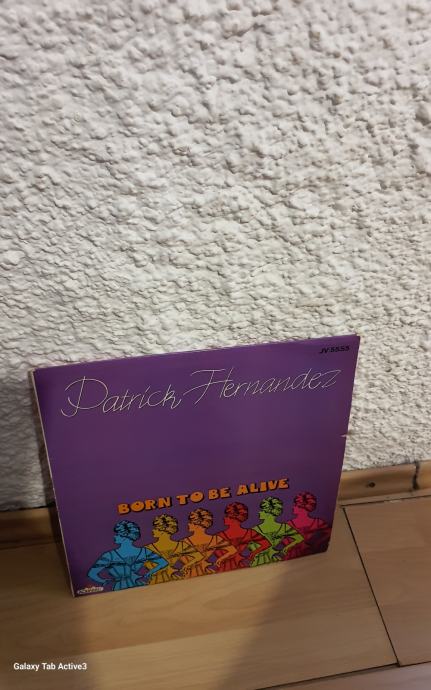 JV 5555
Patrick Hernandez
BORN TO BE ALIVE
Galaxy Tab Active3